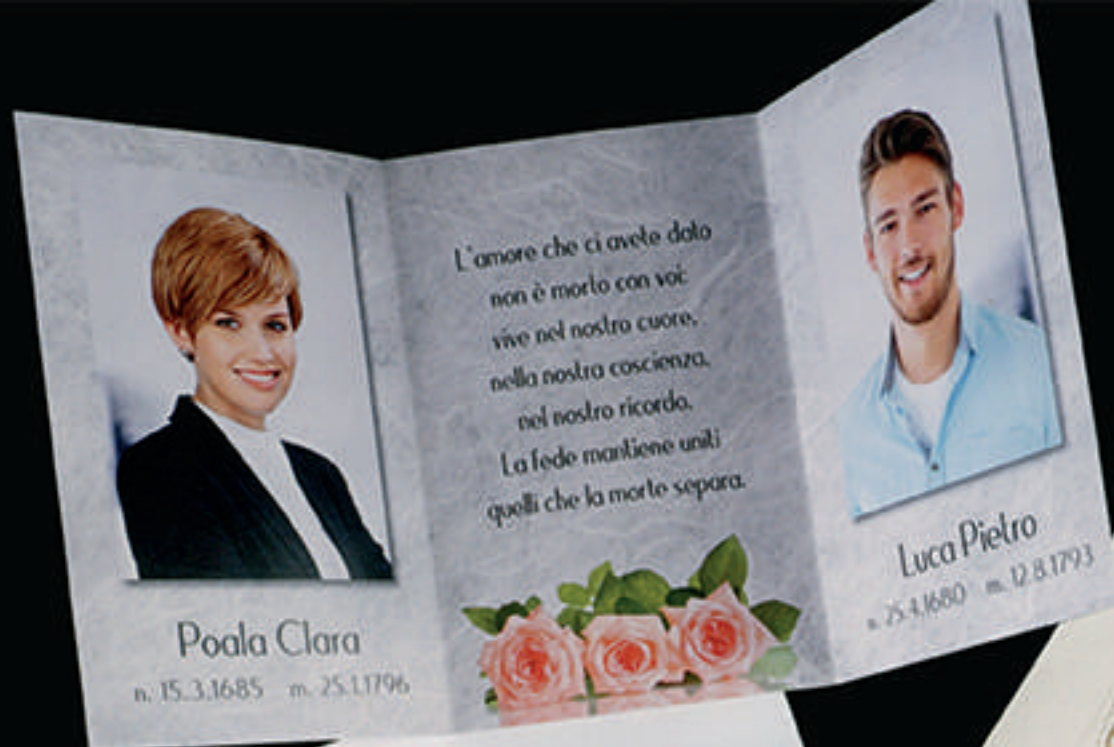 Poala Clara
n. 15.3.1685 m. 25.1.1796
L'amore che ci avete dato
non è morto con voi:
vive nel nostro cuore,
nella nostra coscienza,
nel nostro ricordo.
La fede mantiene uniti
quelli che la morte separa.
Luca Pietro
n. 25.4.1680 m. 12.8.1793